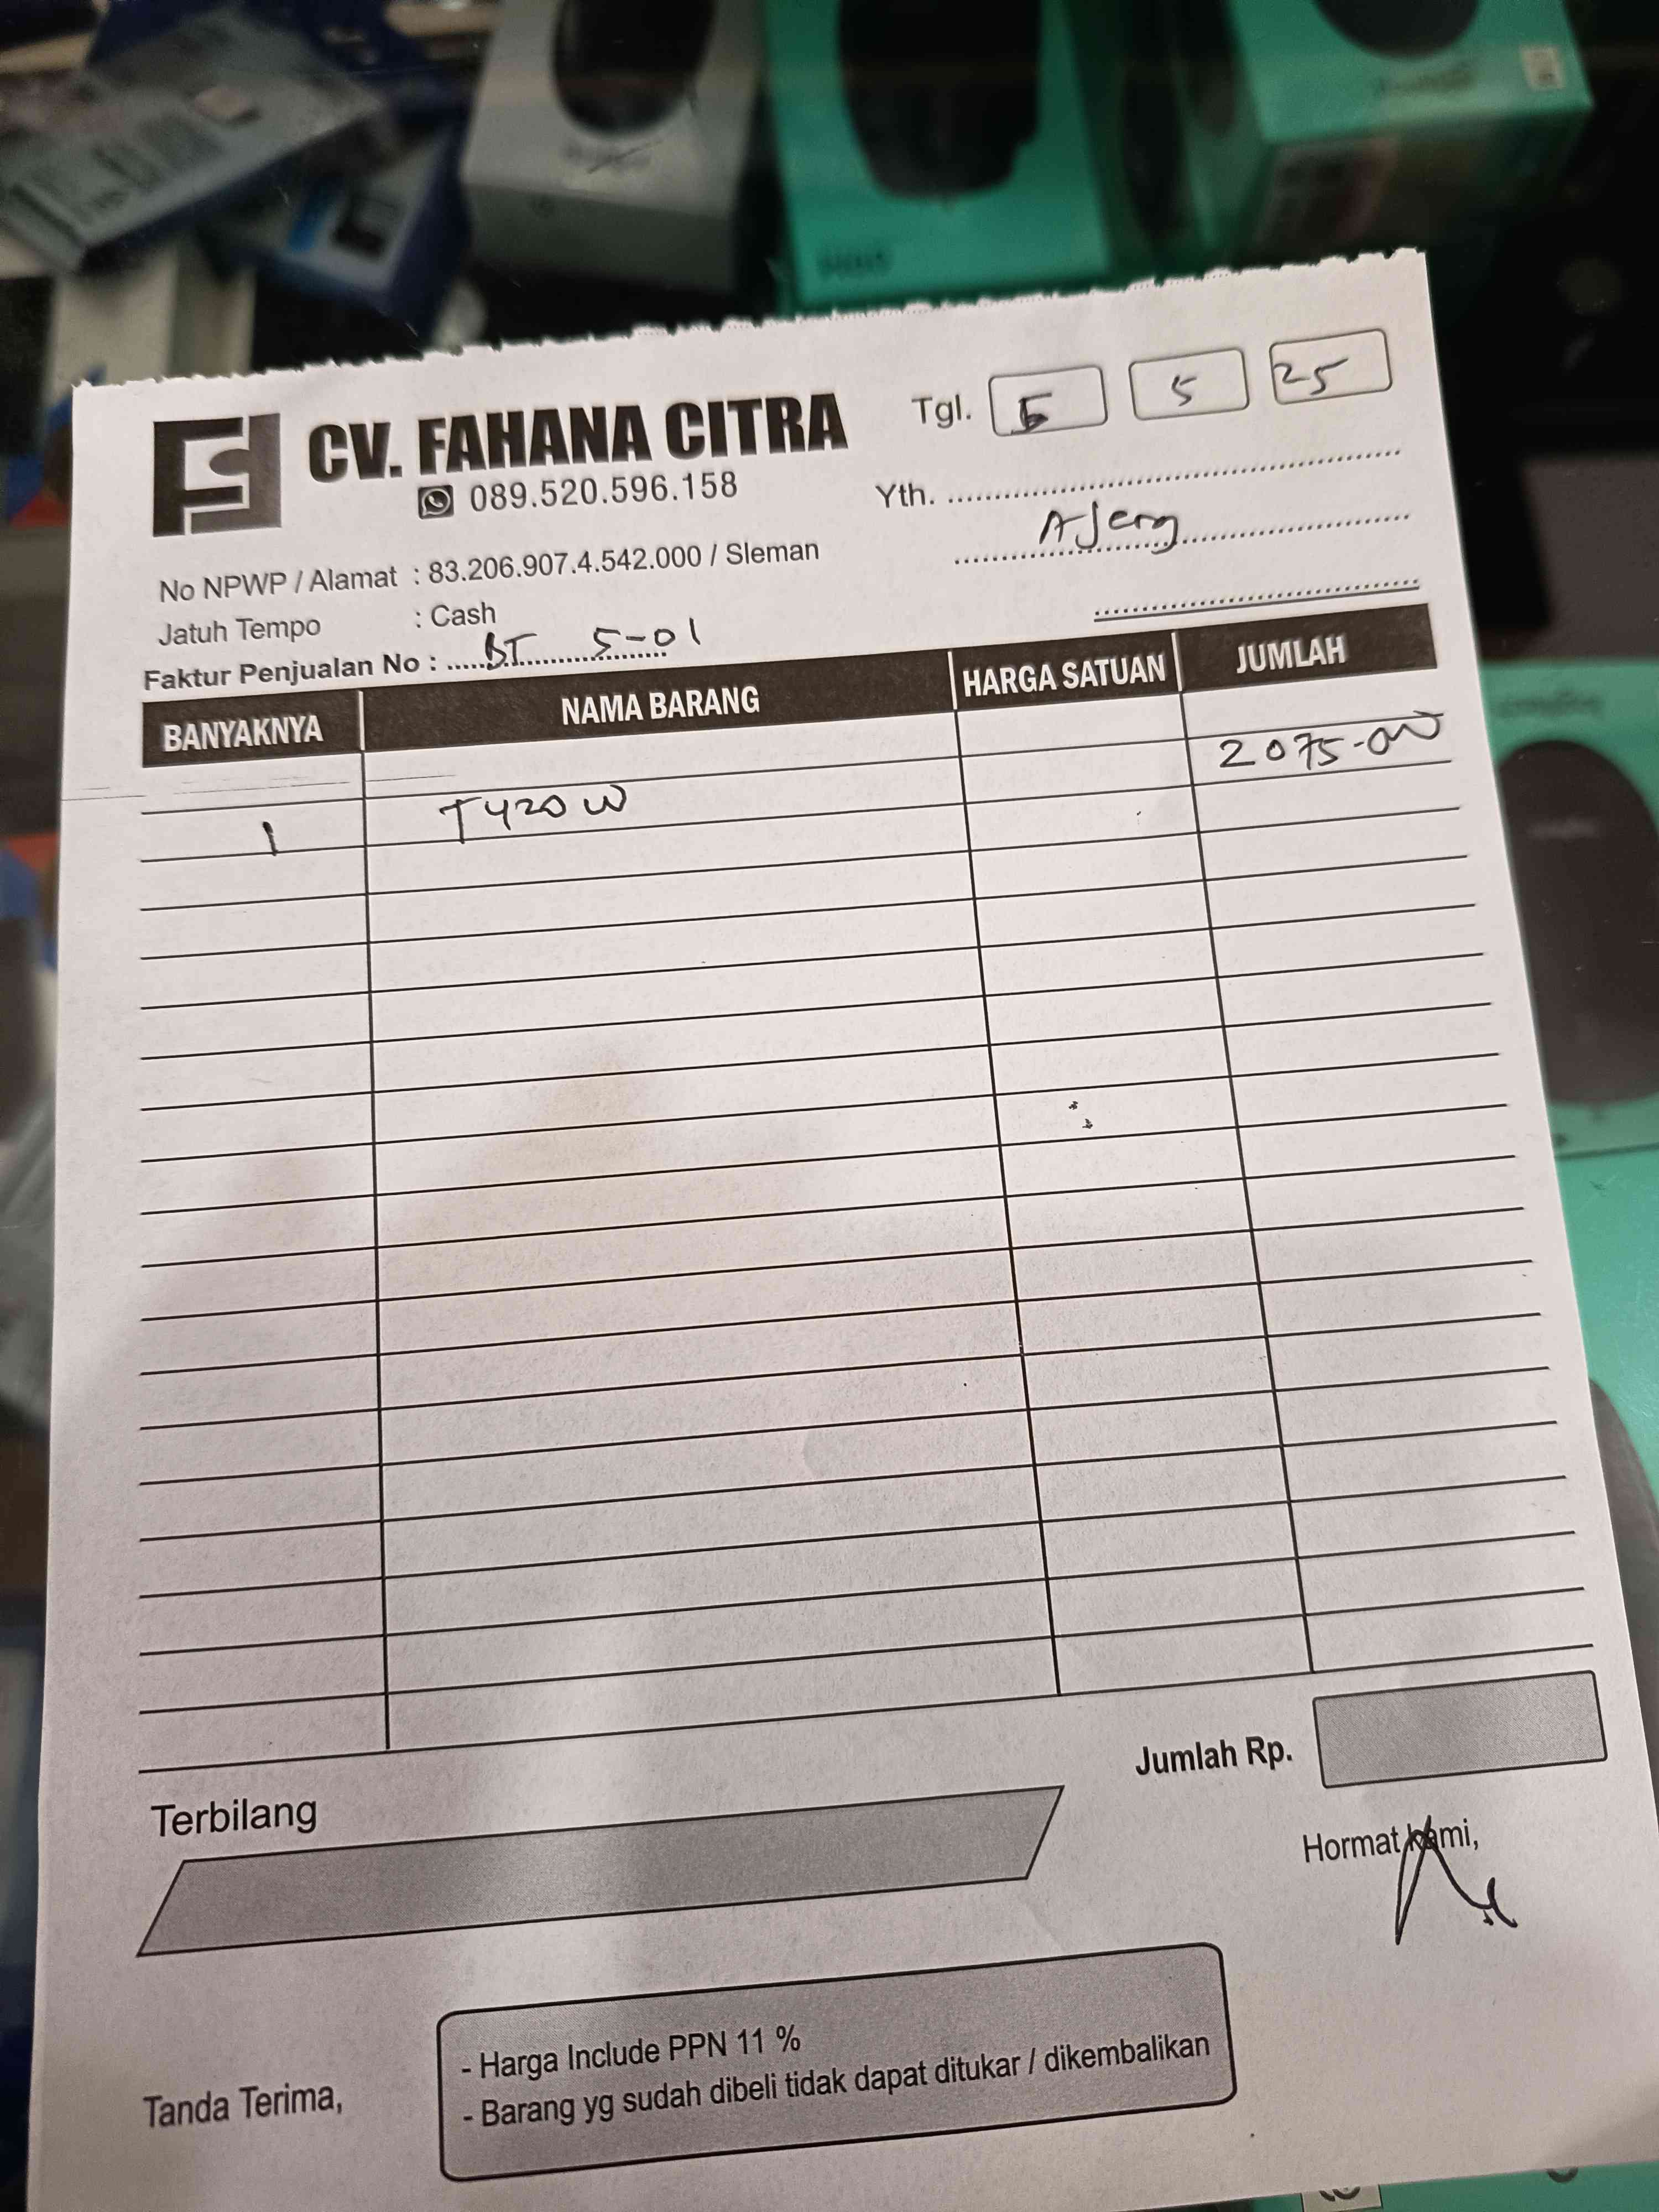 CV. FAHANA CITRA
089.520.596.158
Tgl. 5 5 25
Yth.
Ajeng
No NPWP / Alamat : 83.206.907.4.542.000 / Sleman
Jatuh Tempo : Cash
Faktur Penjualan No : BT 5-01
BANYAKNYA NAMA BARANG HARGA SATUAN JUMLAH
1 T420W 2075-000
Jumlah Rp.
Terbilang
Hormat kami,
- Harga Include PPN 11 %
- Barang yg sudah dibeli tidak dapat ditukar / dikembalikan
Tanda Terima,